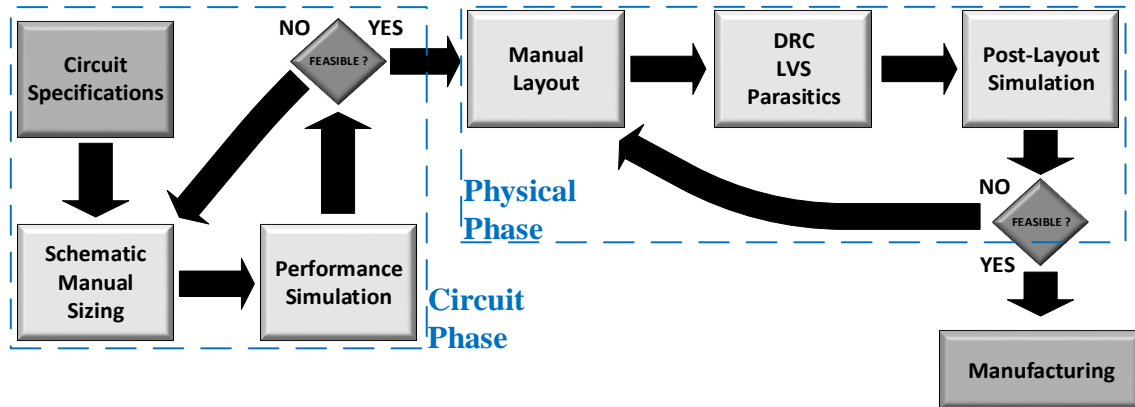 Circuit
Specifications
NO
YES
FEASIBLE ?
Schematic
Manual
Sizing
Performance
Simulation
Circuit
Phase
Manual
Layout
DRC
LVS
Parasitics
Post-Layout
Simulation
Physical
Phase
NO
FEASIBLE ?
YES
Manufacturing